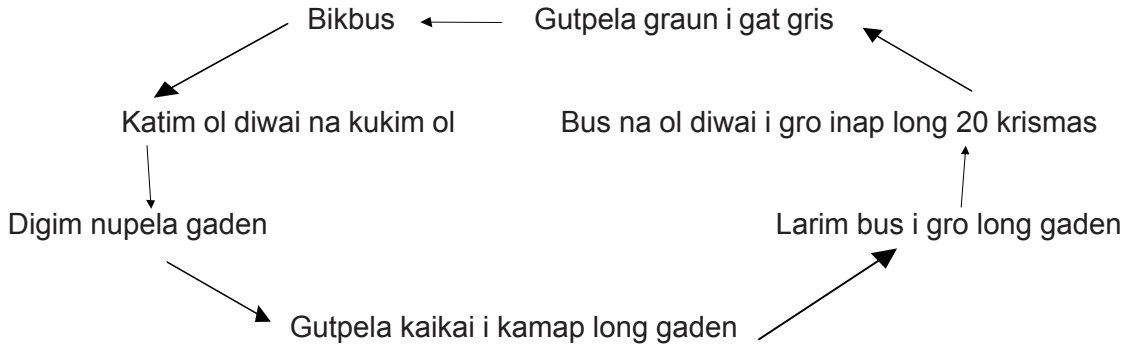 Bikbus Gutpela graun i gat gris
Katim ol diwai na kukim ol Bus na ol diwai i gro inap long 20 krismas
Digim nupela gaden Larim bus i gro long gaden
Gutpela kaikai i kamap long gaden